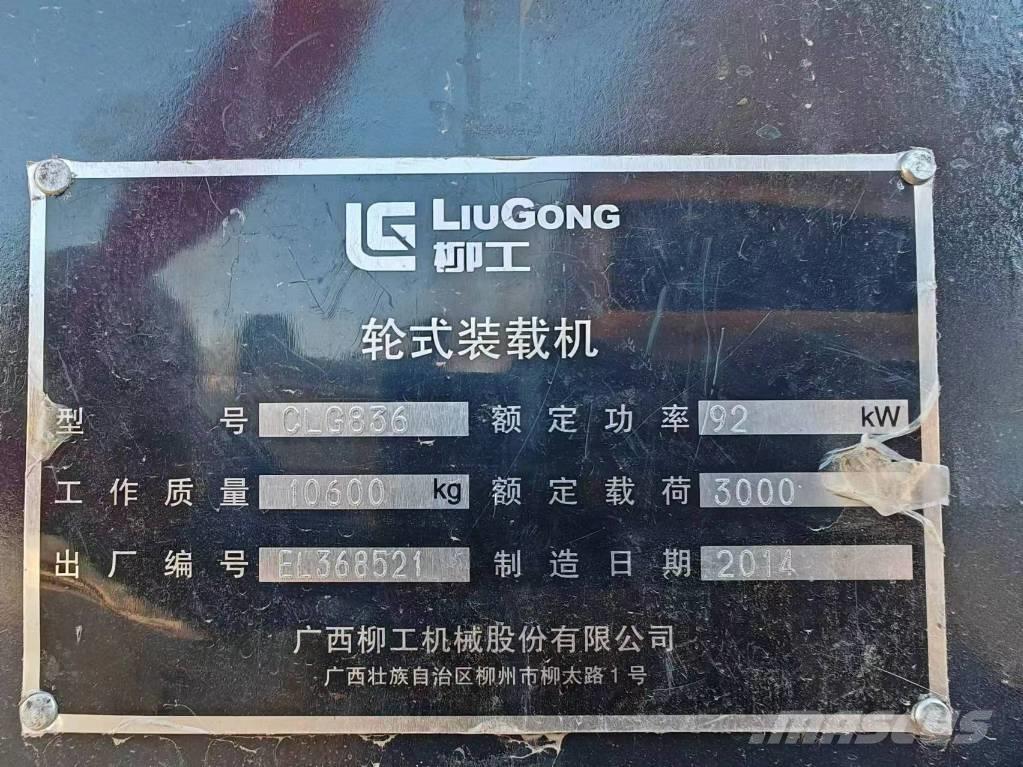 LG LIUGONG
柳工
轮式装载机
型号 CLG836 额定功率 92 kW
工作质量 10600 kg 额定载荷 3000
出厂编号 EL368521 制造日期 2014
广西柳工机械股份有限公司
广西壮族自治区柳州市柳太路1号
MASCUS